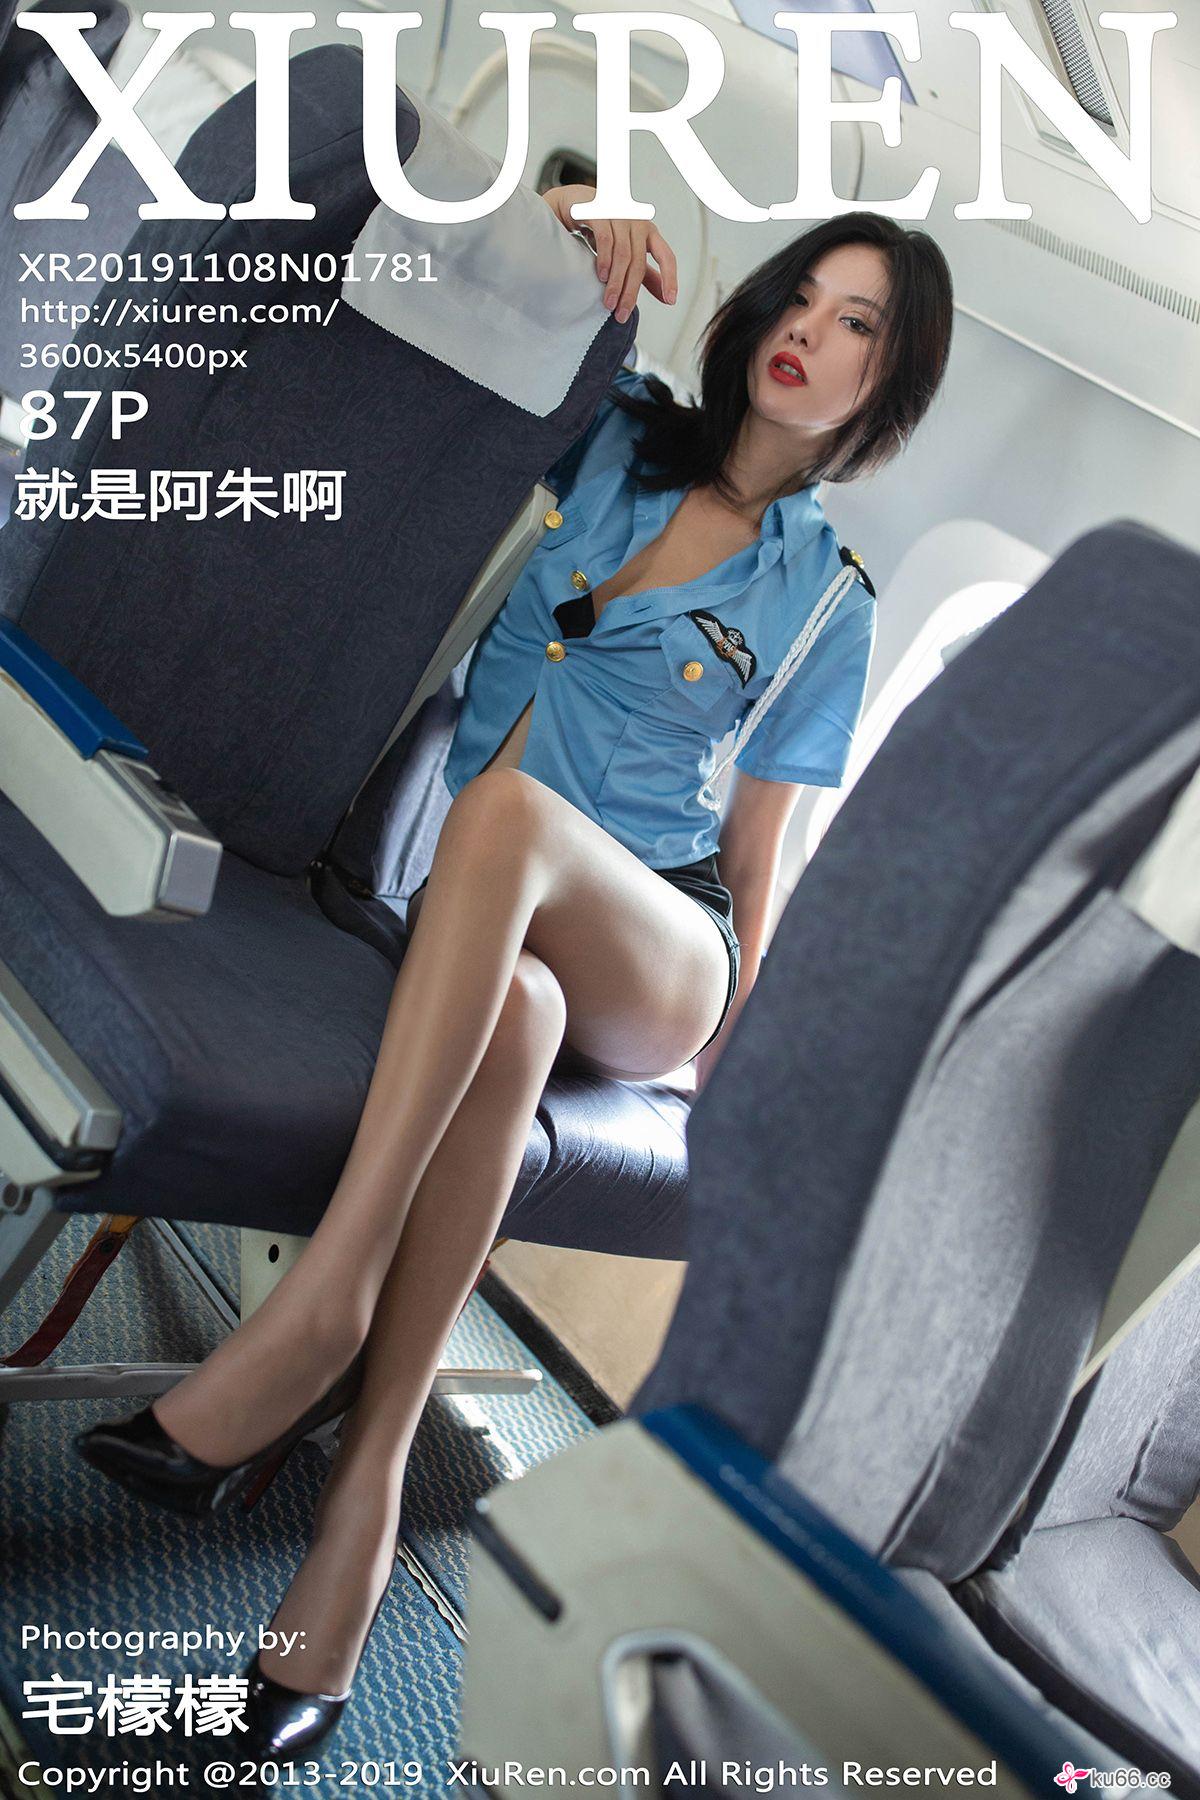 XIUREN
XR20191108N01781
http://xiuren.com/
3600x5400px
87P
就是阿朱啊
Photography by:
宅檬檬
Copyright @2013-2019 XiuRen.com All Rights Reserved
ku66.cc